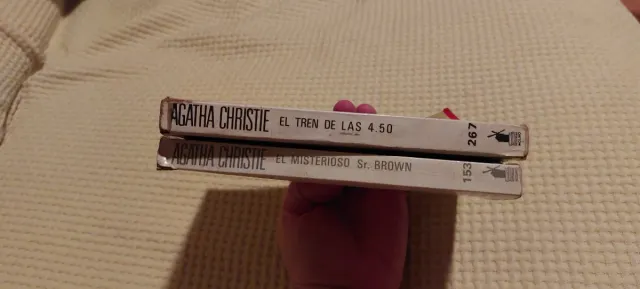 AGATHA CHRISTIE EL TREN DE LAS 4.50 267
AGATHA CHRISTIE EL MISTERIOSO Sr. BROWN 153